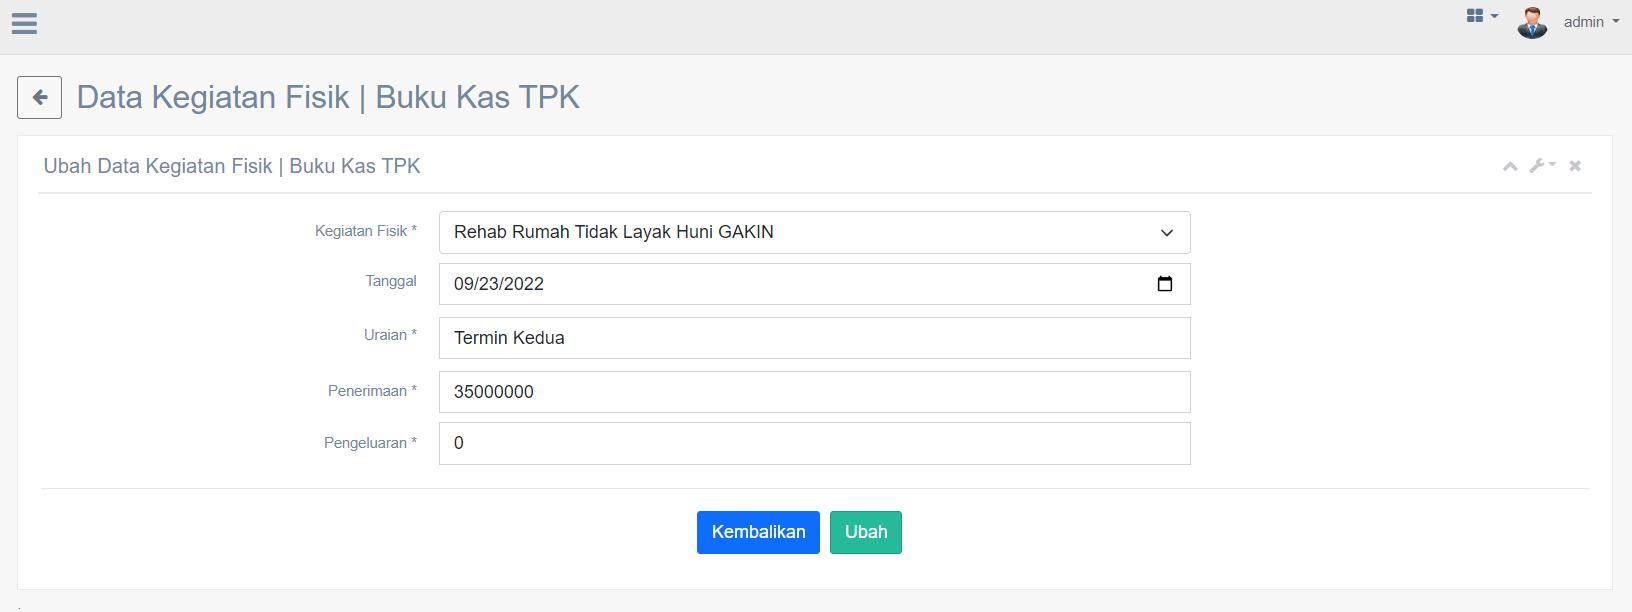 admin
Data Kegiatan Fisik | Buku Kas TPK
Ubah Data Kegiatan Fisik | Buku Kas TPK
Kegiatan Fisik * Rehab Rumah Tidak Layak Huni GAKIN
Tanggal 09/23/2022
Uraian * Termin Kedua
Penerimaan * 35000000
Pengeluaran * 0
Kembalikan Ubah